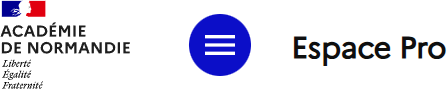 ACADÉMIE
DE NORMANDIE
Liberté
Égalité
Fraternité
Espace Pro